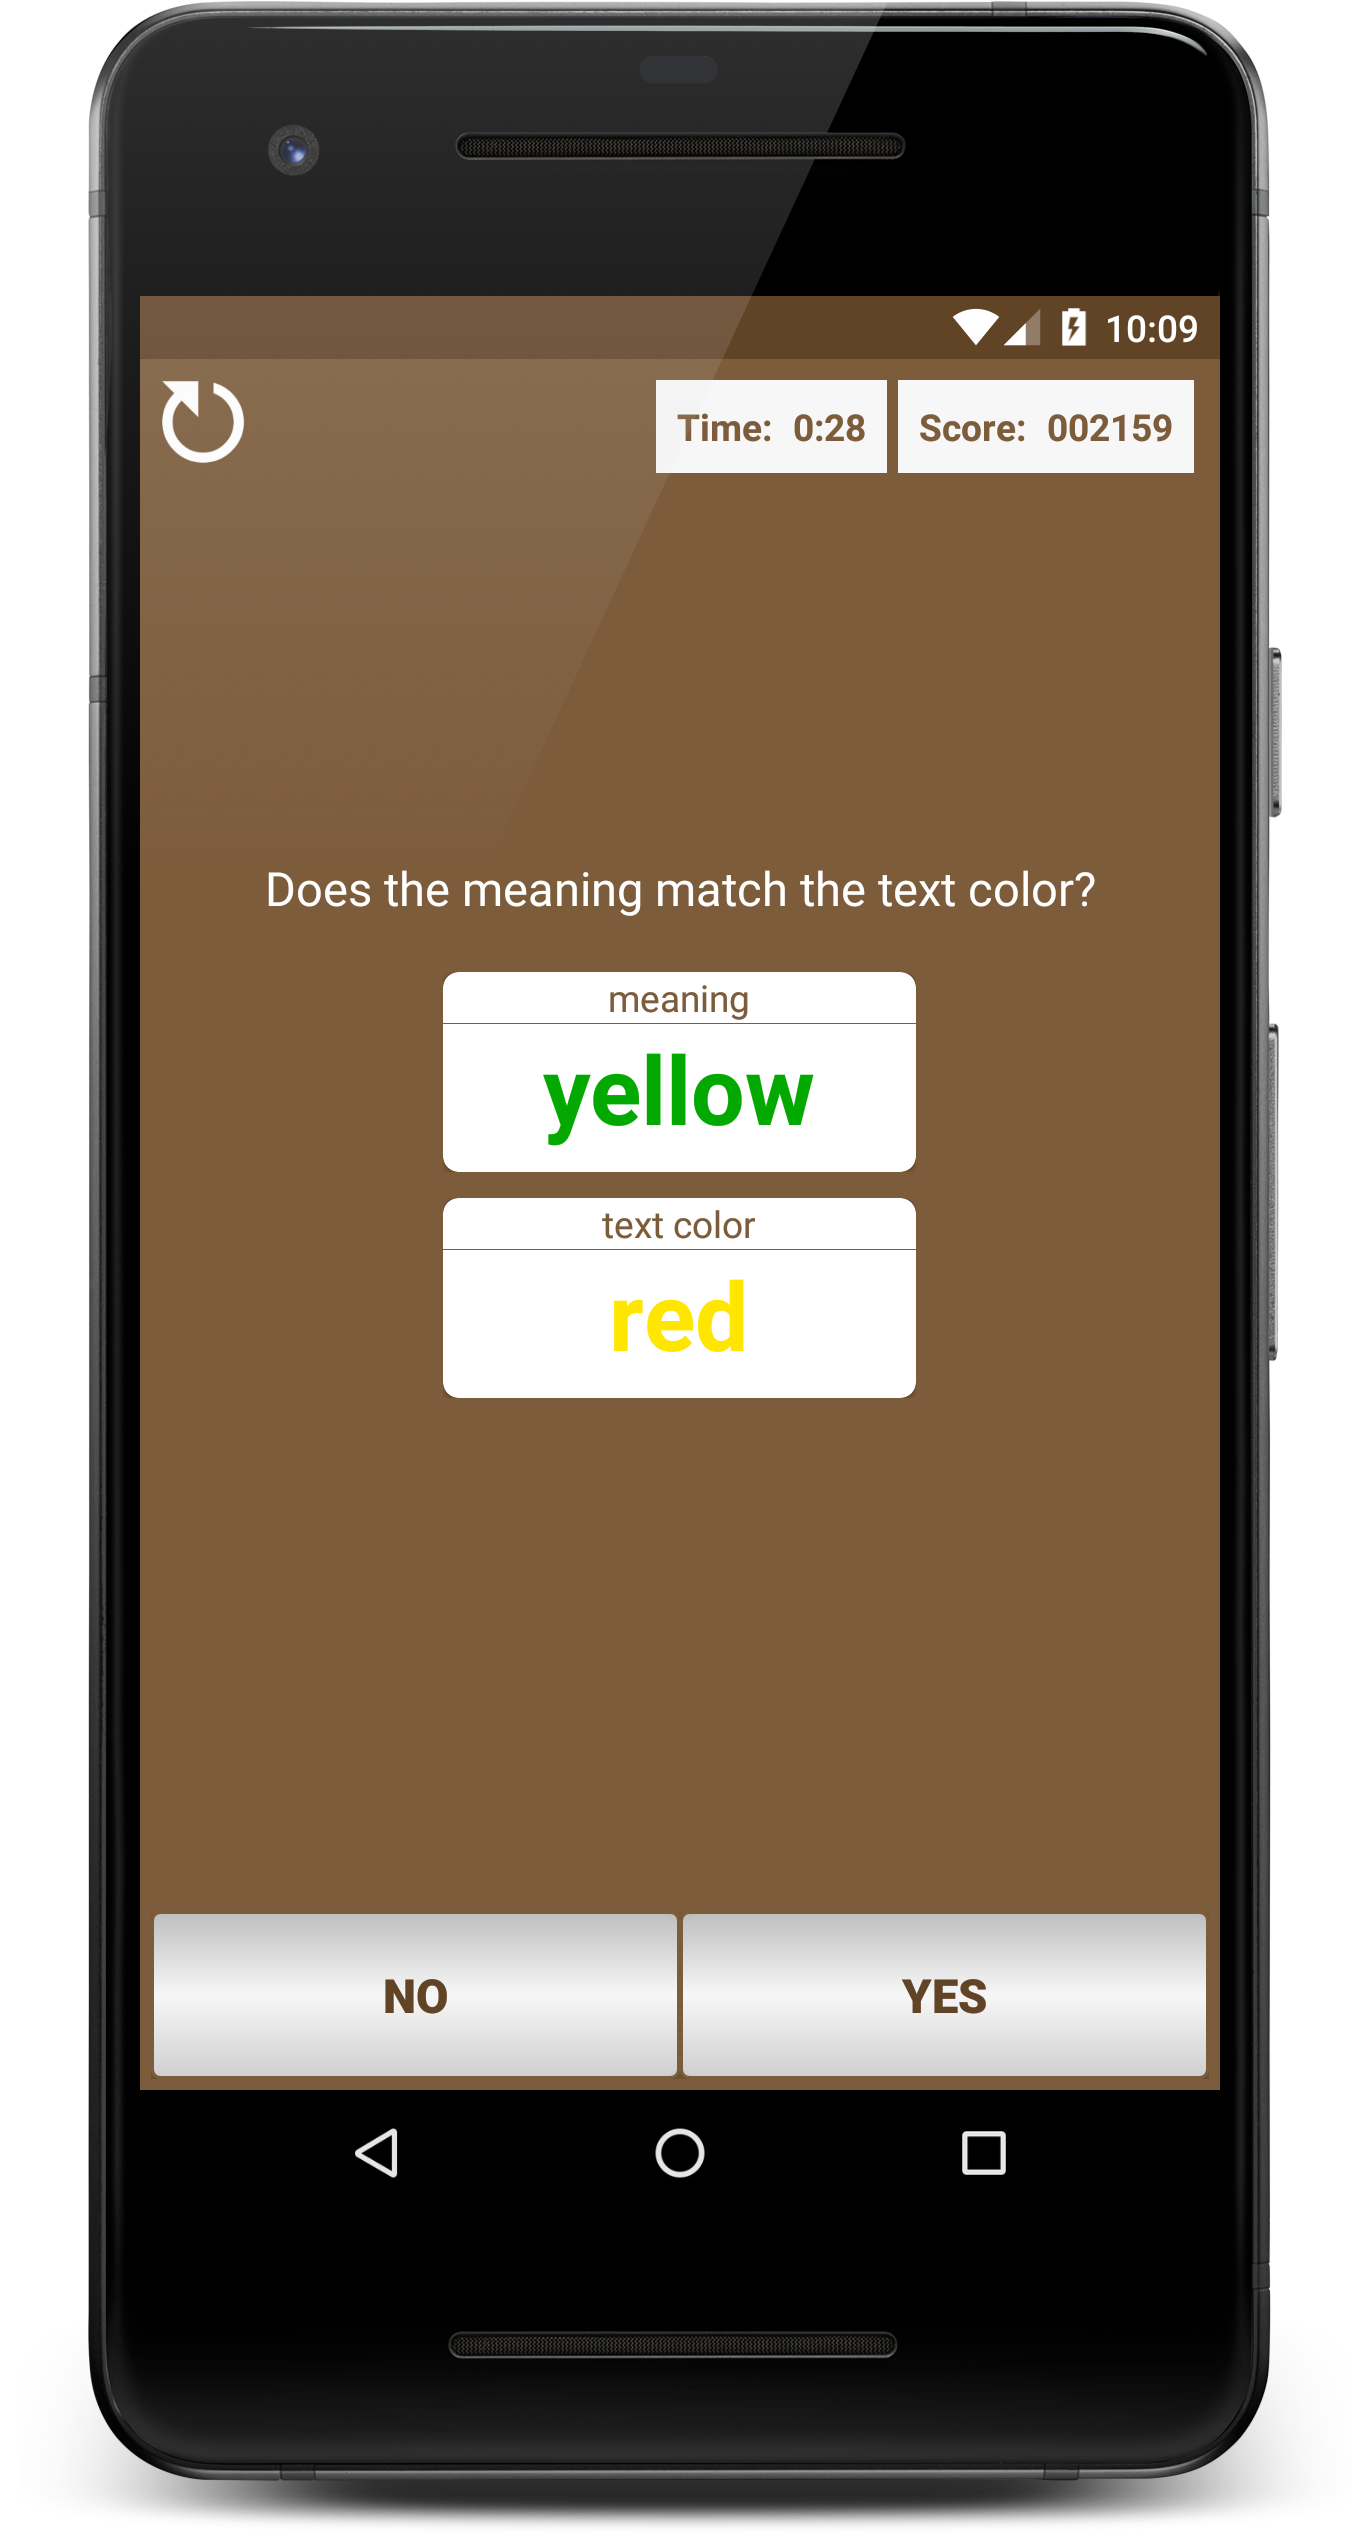 10:09
Time: 0:28 Score: 002159
Does the meaning match the text color?
meaning
yellow
text color
red
NO YES